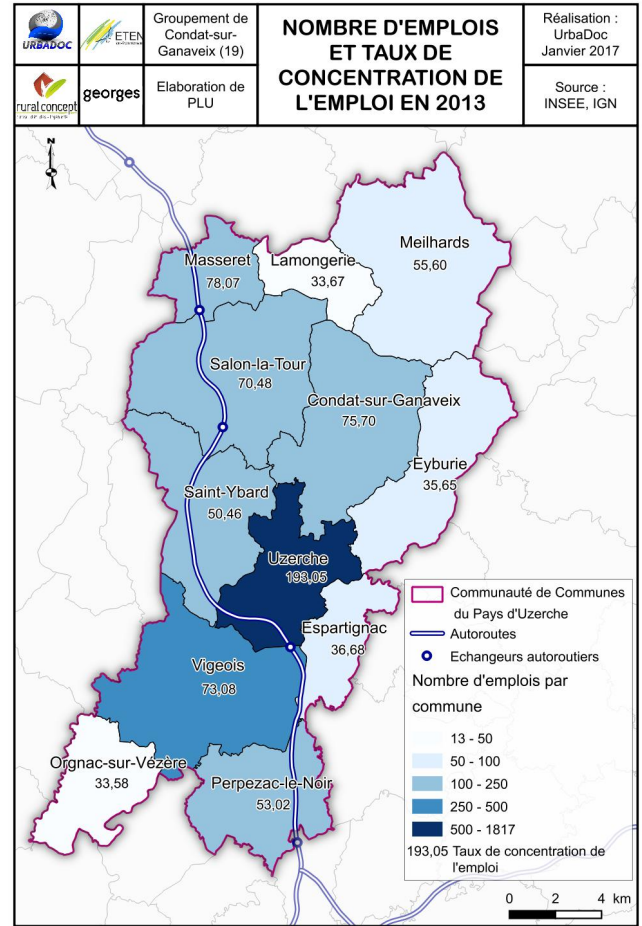 URBADOC
ETEN
ENVIRONNEMENT
Groupement de
Condat-sur-
Ganaveix (19)
NOMBRE D'EMPLOIS
ET TAUX DE
CONCENTRATION DE
L'EMPLOI EN 2013
Réalisation :
UrbaDoc
Janvier 2017
rural concept
georges
Elaboration de
PLU
Source :
INSEE, IGN
N
Meilhards
55,60
Masseret
78,07
Lamongerie
33,67
Salon-la-Tour
70,48
Condat-sur-Ganaveix
75,70
Eyburie
35,65
Saint-Ybard
50,46
Uzerche
193,05
Espartignac
36,68
Vigeois
73,08
Orgnac-sur-Vézère
33,58
Perpezac-le-Noir
53,02
Communauté de Communes
du Pays d'Uzerche
Autoroutes
Echangeurs autoroutiers
Nombre d'emplois par
commune
13 - 50
50 - 100
100 - 250
250 - 500
500 - 1817
193,05 Taux de concentration de
l'emploi
0 2 4 km